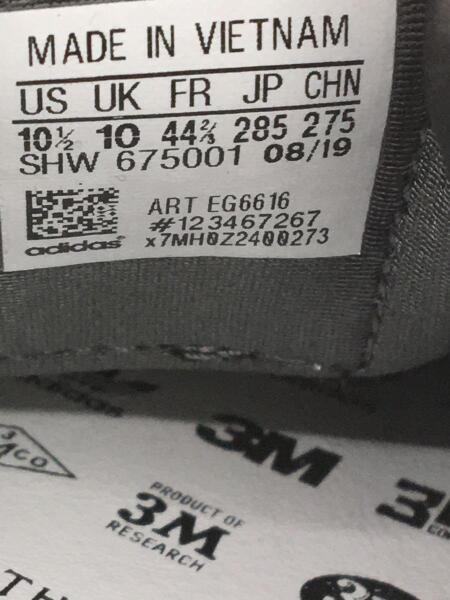 MADE IN VIETNAM
US UK FR JP CHN
10½ 10 44⅔ 285 275
SHW 675001 08/19
ART EG6616
#123467267
x7MH0Z2400273
adidas
3M
3M
PRODUCT OF
3M
RESEARCH